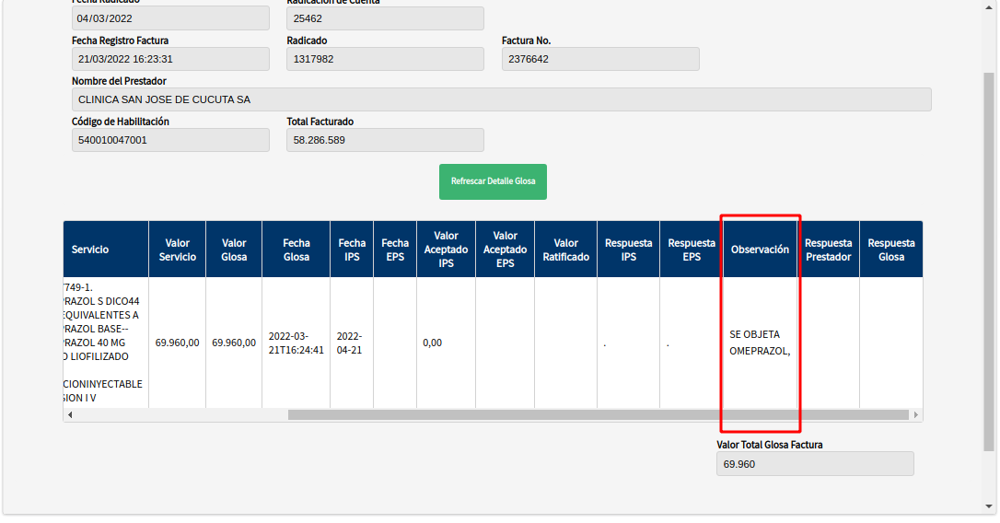 Fecha Radicado
Radicación de Cuenta
04/03/2022
25462
Fecha Registro Factura
Radicado
Factura No.
21/03/2022 16:23:31
1317982
2376642
Nombre del Prestador
CLINICA SAN JOSE DE CUCUTA SA
Código de Habilitación
Total Facturado
540010047001
58.286.589
Refrescar Detalle Glosa
Servicio
Valor
Servicio
Valor
Glosa
Fecha
Glosa
Fecha
IPS
Fecha
EPS
Valor
Aceptado
IPS
Valor
Aceptado
EPS
Valor
Ratificado
Respuesta
IPS
Respuesta
EPS
Observación
Respuesta
Prestador
Respuesta
Glosa
749-1.
RAZOL S DICO44
EQUIVALENTES A
RAZOL BASE--
RAZOL 40 MG
O LIOFILIZADO
CIONINYECTABLE
SION I V
69.960,00
69.960,00
2022-03-
21T16:24:41
2022-
04-21
0,00
.
.
SE OBJETA
OMEPRAZOL,
Valor Total Glosa Factura
69.960